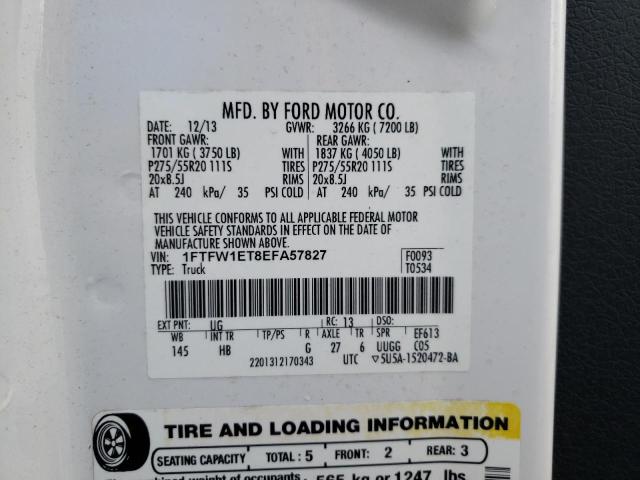 MFD. BY FORD MOTOR CO.
DATE: 12/13 GVWR: 3266 KG ( 7200 LB)
FRONT GAWR: REAR GAWR:
1701 KG ( 3750 LB) WITH 1837 KG ( 4050 LB) WITH
P275/55R20 111S TIRES P275/55R20 111S TIRES
20x8.5J RIMS 20x8.5J RIMS
AT 240 kPa/ 35 PSI COLD AT 240 kPa/ 35 PSI COLD
THIS VEHICLE CONFORMS TO ALL APPLICABLE FEDERAL MOTOR
VEHICLE SAFETY STANDARDS IN EFFECT ON THE DATE OF
MANUFACTURE SHOWN ABOVE.
VIN: 1FTFW1ET8EFA57827 F0093
TYPE: Truck T0534
EXT PNT: UG RC: 13 DSO:
WB INT TR TP/PS R AXLE TR SPR EF613
145 HB G 27 6 UUGG C05
2201312170343 UTC ▽5U5A-1520472-BA
TIRE AND LOADING INFORMATION
SEATING CAPACITY TOTAL : 5 FRONT: 2 REAR: 3
combined weight of occupants 565 kg or 1247 lbs